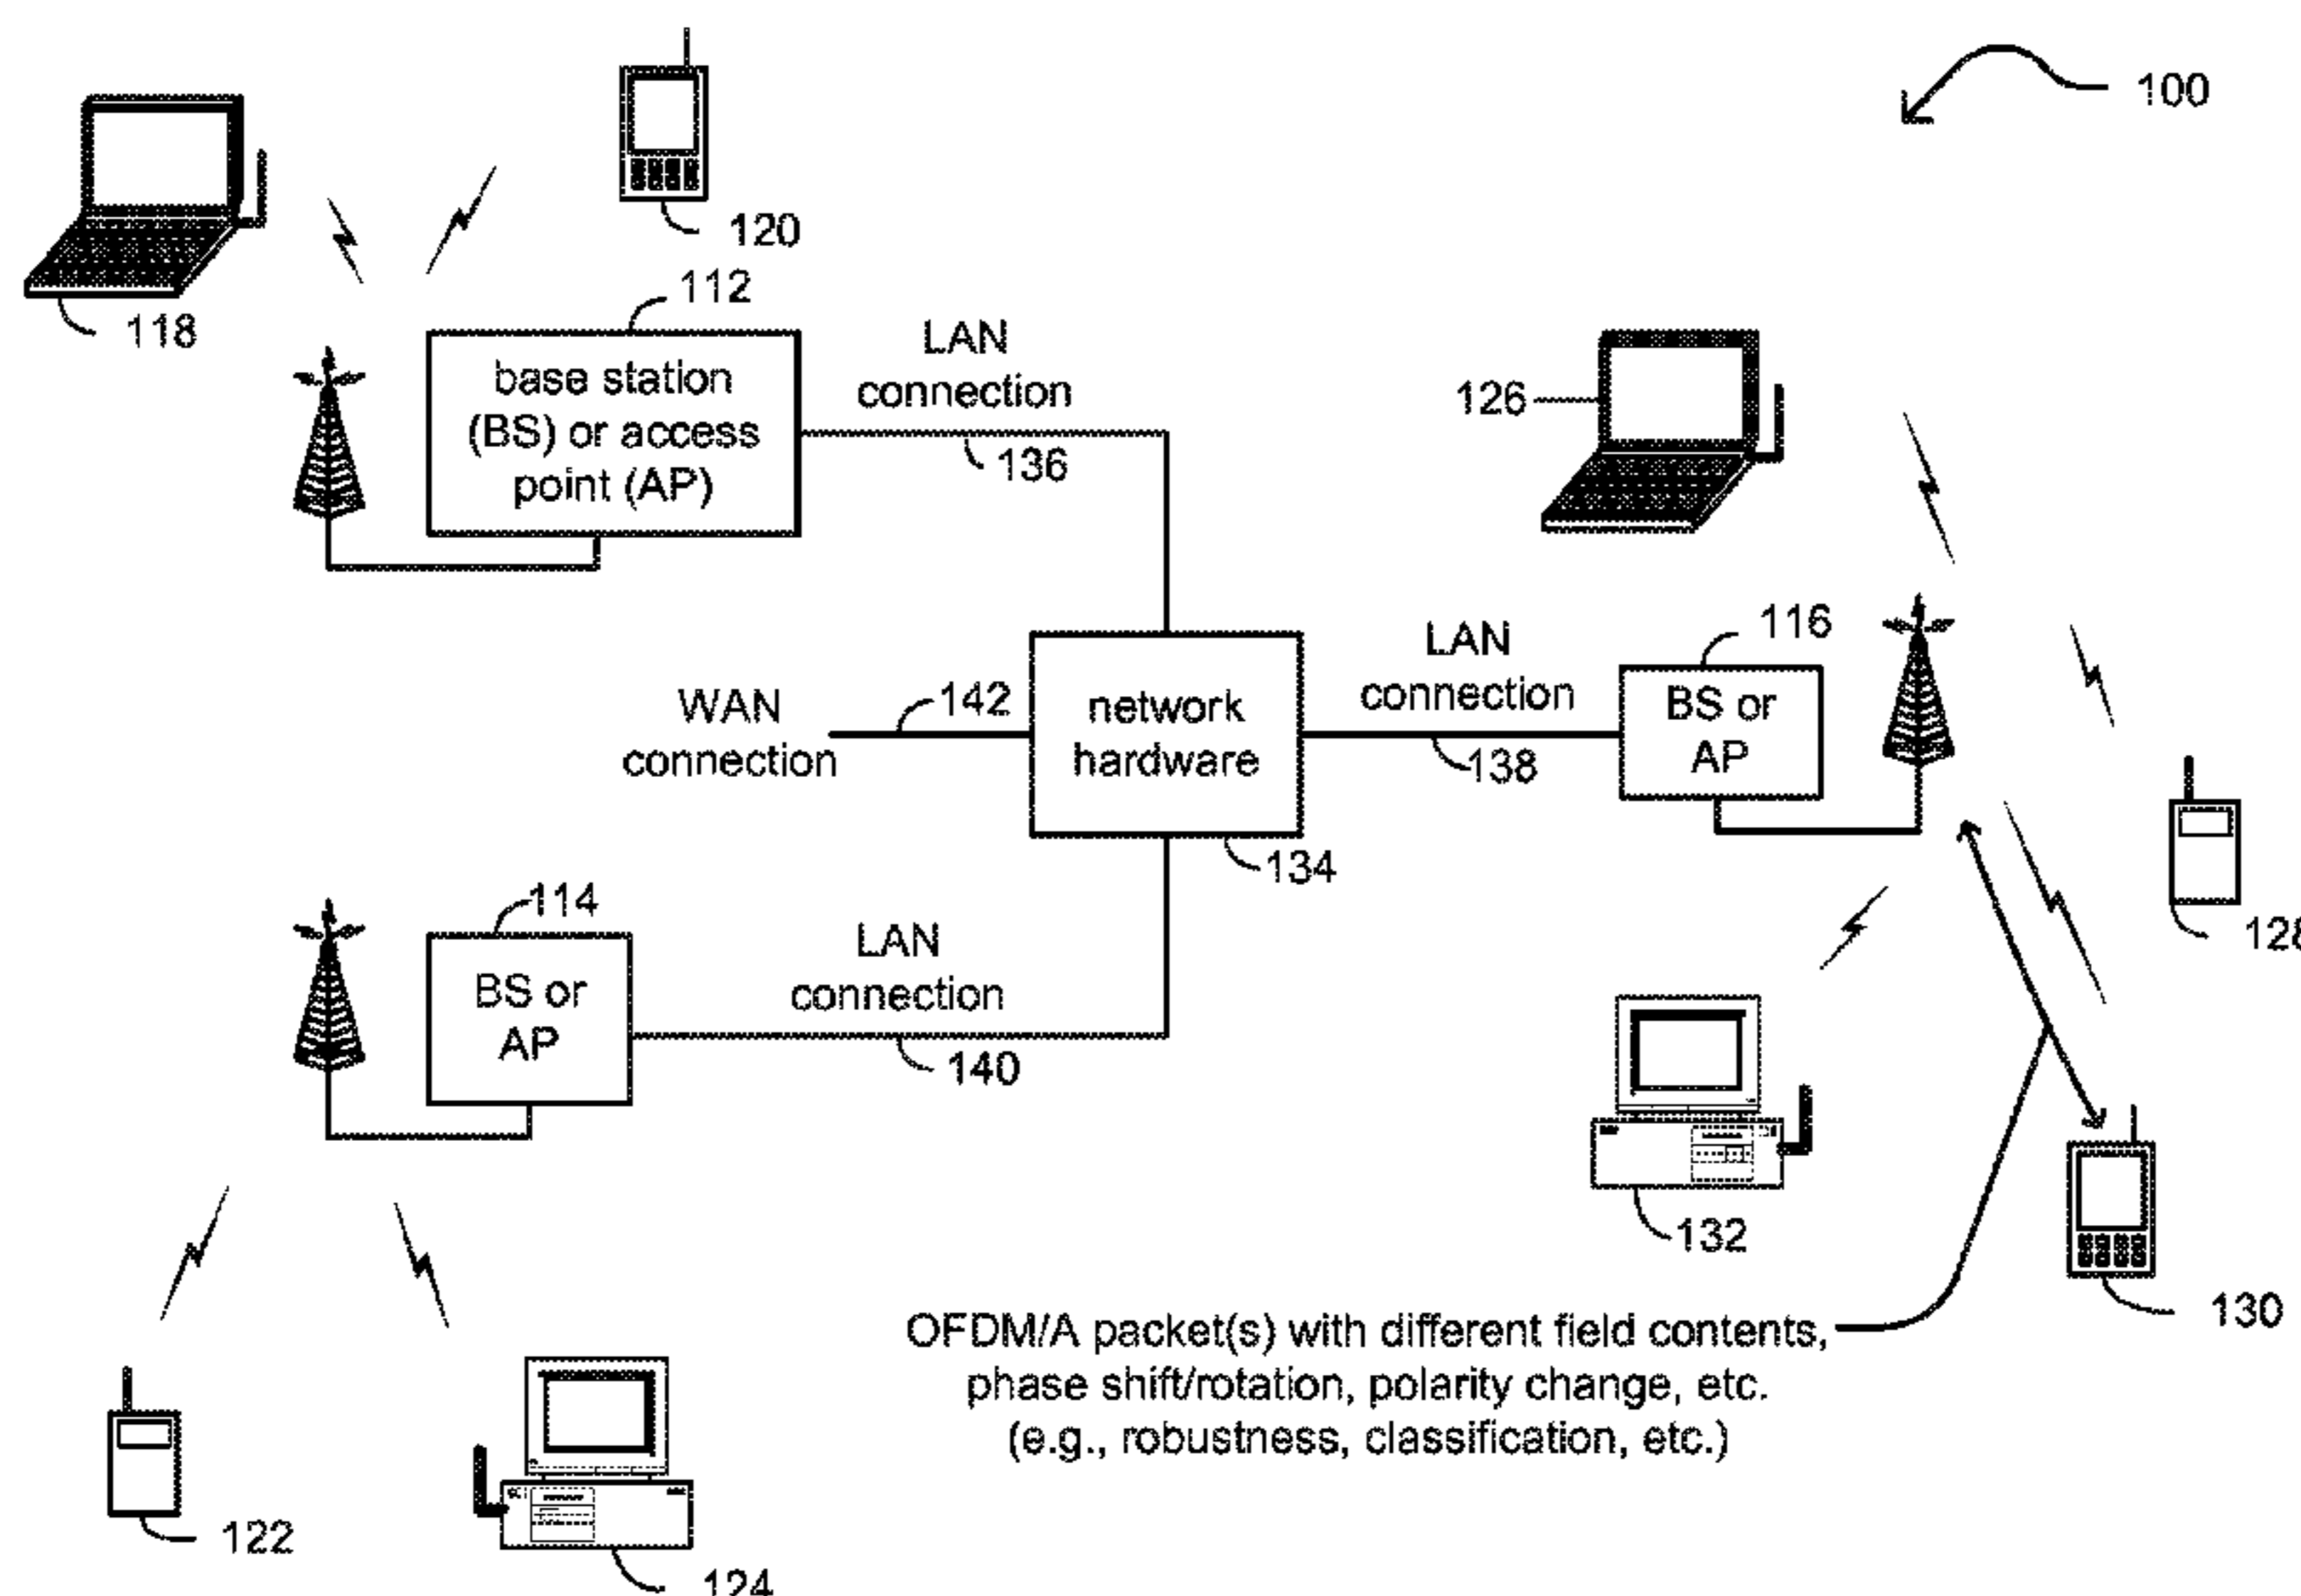 100
120
118
112
base station
(BS) or access
point (AP)
LAN
connection
136
126
116
BS or
AP
LAN
connection
138
WAN
connection
142
network
hardware
134
128
114
BS or
AP
LAN
connection
140
132
130
OFDM/A packet(s) with different field contents,
phase shift/rotation, polarity change, etc.
(e.g., robustness, classification, etc.)
122
124